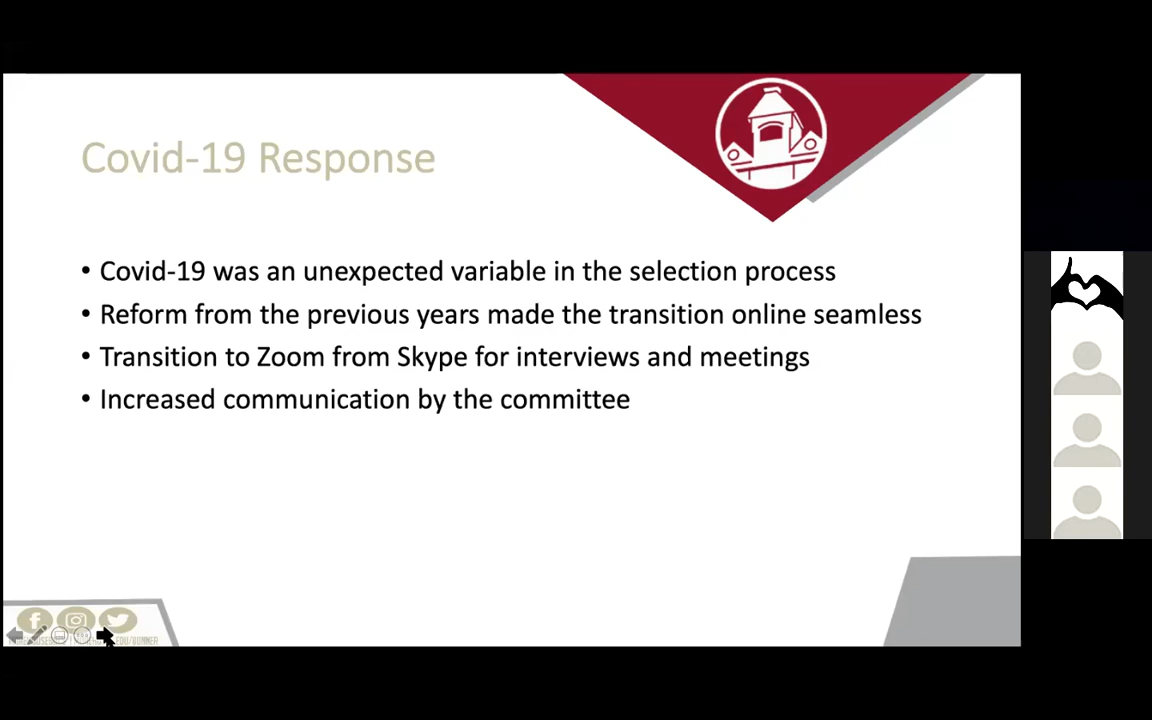 Covid-19 Response
• Covid-19 was an unexpected variable in the selection process
• Reform from the previous years made the transition online seamless
• Transition to Zoom from Skype for interviews and meetings
• Increased communication by the committee